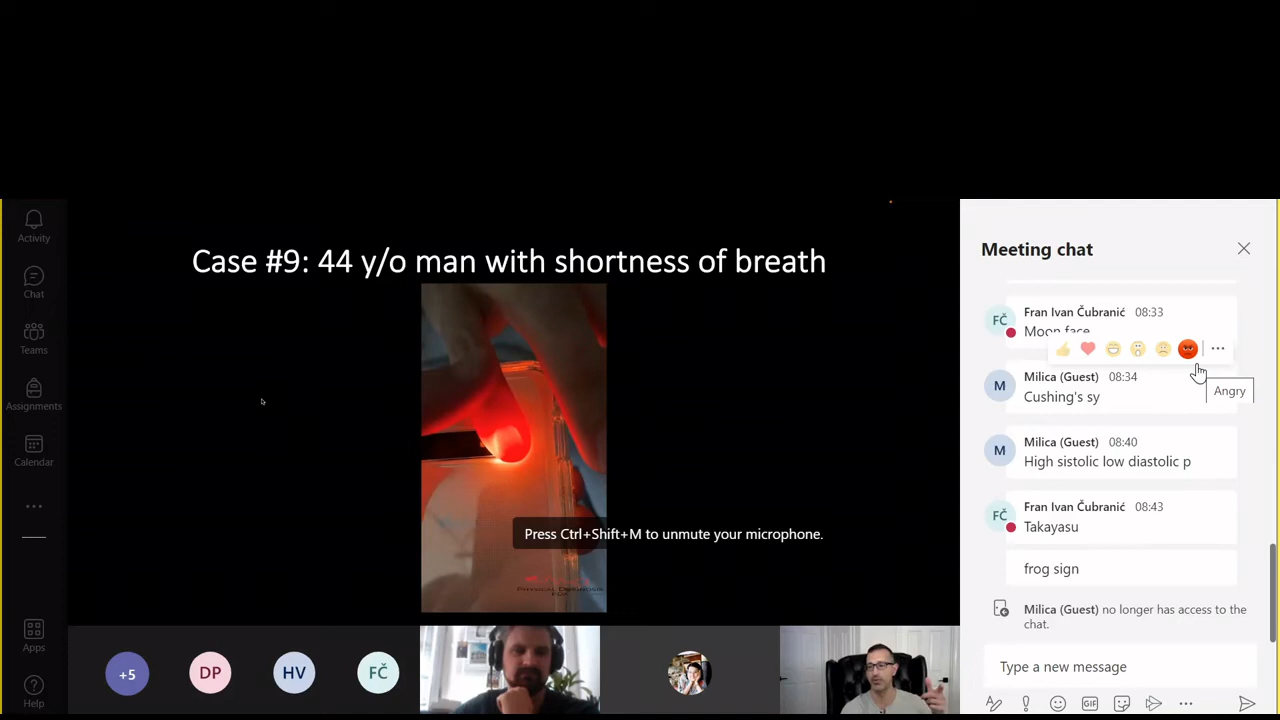 Activity
Chat
Teams
Assignments
Calendar
Apps
Help
Case #9: 44 y/o man with shortness of breath
Press Ctrl+Shift+M to unmute your microphone.
+5
DP
HV
FČ
Meeting chat
FČ
Fran Ivan Čubranić 08:33
Moon face
M
Milica (Guest) 08:34
Cushing's sy
Angry
M
Milica (Guest) 08:40
High sistolic low diastolic p
FČ
Fran Ivan Čubranić 08:43
Takayasu
frog sign
Milica (Guest) no longer has access to the
chat.
Type a new message
GIF